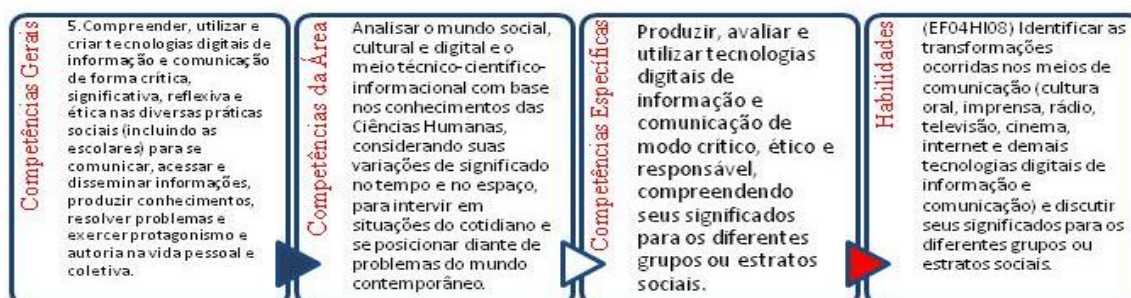 Competências Gerais
5.Compreender, utilizar e
criar tecnologias digitais de
informação e comunicação
de forma crítica,
significativa, reflexiva e
ética nas diversas práticas
sociais (incluindo as
escolares) para se
comunicar, acessar e
disseminar informações,
produzir conhecimentos,
resolver problemas e
exercer protagonismo e
autoria na vida pessoal e
coletiva.
Competências da Área
Analisar o mundo social,
cultural e digital e o
meio técnico-científico-
informacional com base
nos conhecimentos das
Ciências Humanas,
considerando suas
variações de significado
no tempo e no espaço,
para intervir em
situações do cotidiano e
se posicionar diante de
problemas do mundo
contemporâneo.
Competências Específicas
Produzir, avaliar e
utilizar tecnologias
digitais de
informação e
comunicação de
modo crítico, ético e
responsável,
compreendendo
seus significados
para os diferentes
grupos ou estratos
sociais.
Habilidades
(EF04HI08) Identificar as
transformações
ocorridas nos meios de
comunicação (cultura
oral, imprensa, rádio,
televisão, cinema,
internet e demais
tecnologias digitais de
informação e
comunicação) e discutir
seus significados para os
diferentes grupos ou
estratos sociais.